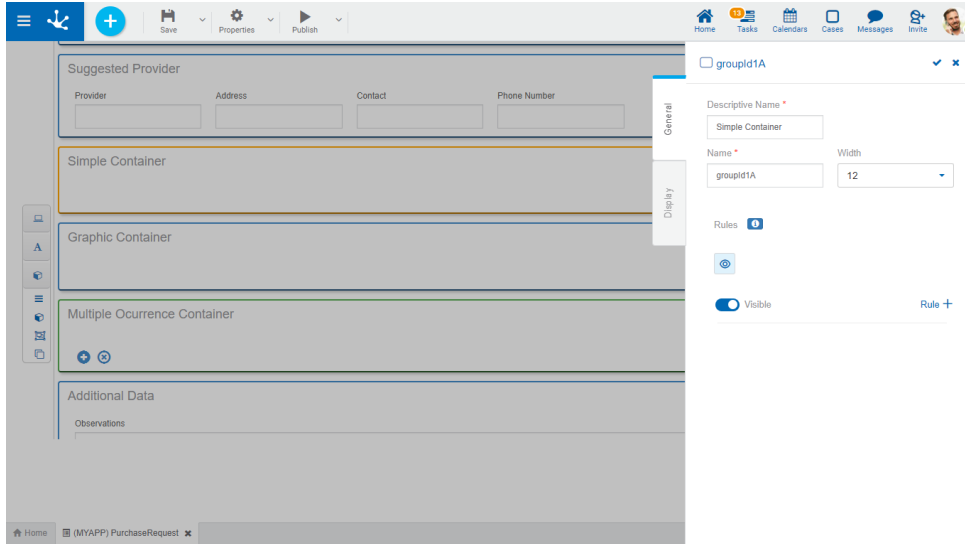 Save
Properties
Publish
Home
13
Tasks
Calendars
Cases
Messages
Invite
Suggested Provider
Provider
Address
Contact
Phone Number
Simple Container
Graphic Container
Multiple Ocurrence Container
Additional Data
Observations
A
General
Display
groupId1A
Descriptive Name *
Simple Container
Name *
Width
groupId1A
12
Rules
Visible
Rule +
Home
(MYAPP) PurchaseRequest